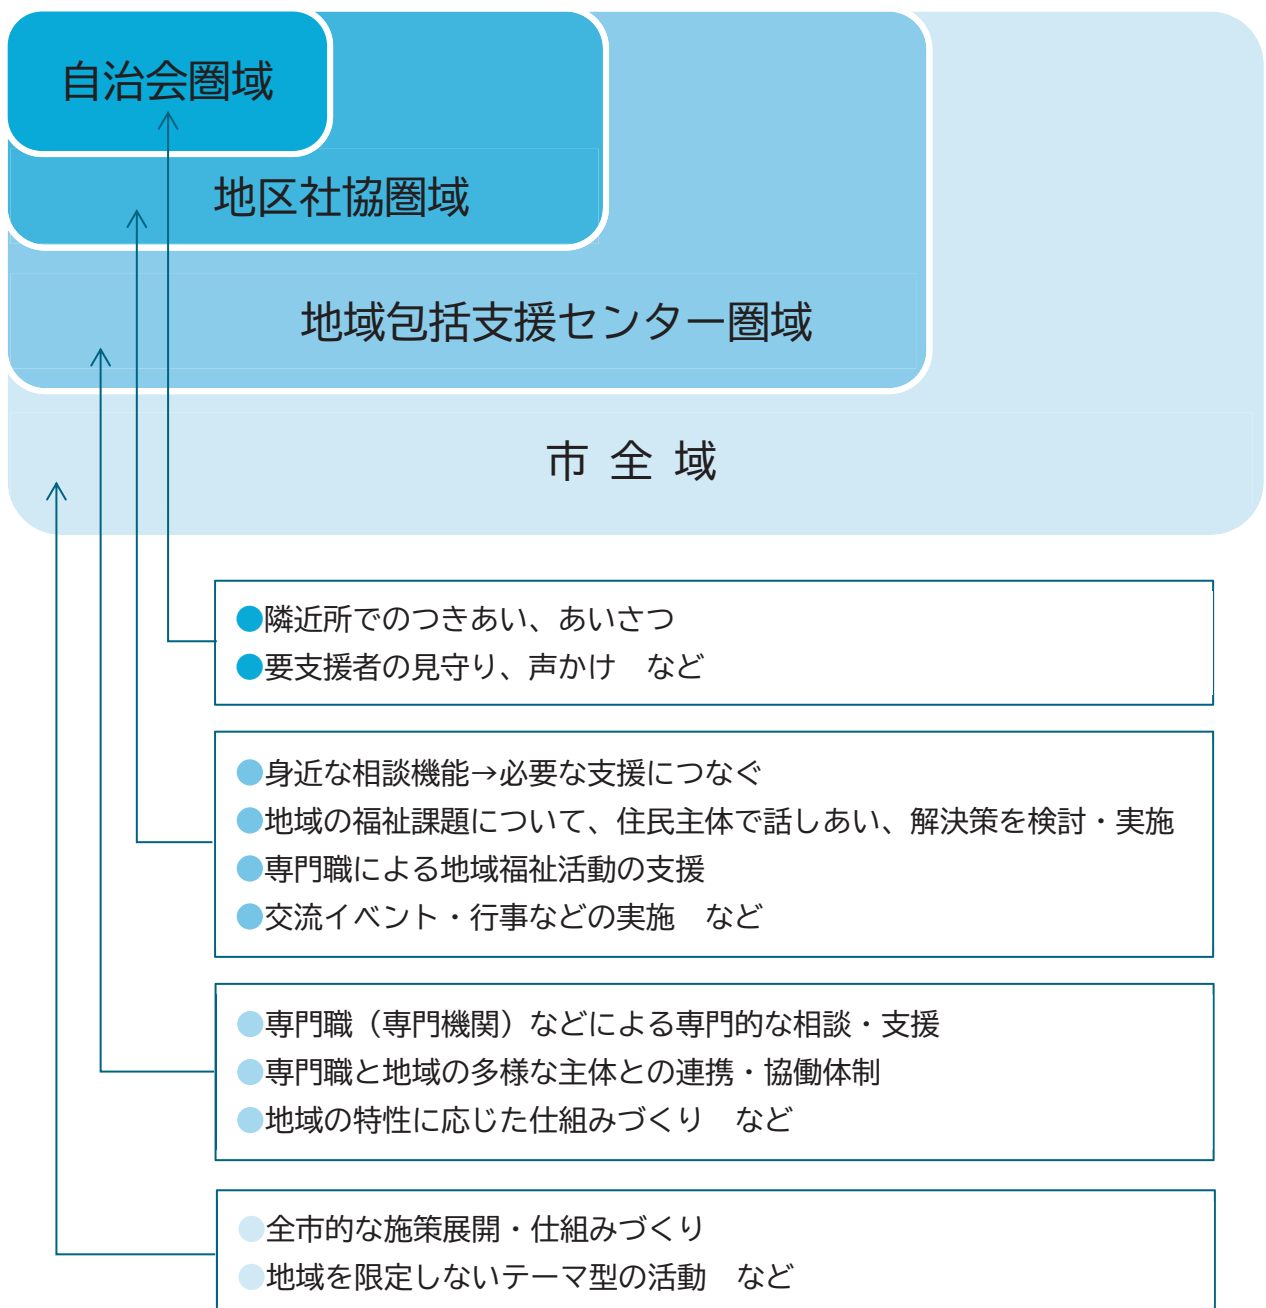 自治会圏域
地区社協圏域
地域包括支援センター圏域
市 全 域
●隣近所でのつきあい、あいさつ
●要支援者の見守り、声かけ　など
●身近な相談機能→必要な支援につなぐ
●地域の福祉課題について、住民主体で話しあい、解決策を検討・実施
●専門職による地域福祉活動の支援
●交流イベント・行事などの実施　など
●専門職（専門機関）などによる専門的な相談・支援
●専門職と地域の多様な主体との連携・協働体制
●地域の特性に応じた仕組みづくり　など
●全市的な施策展開・仕組みづくり
●地域を限定しないテーマ型の活動　など